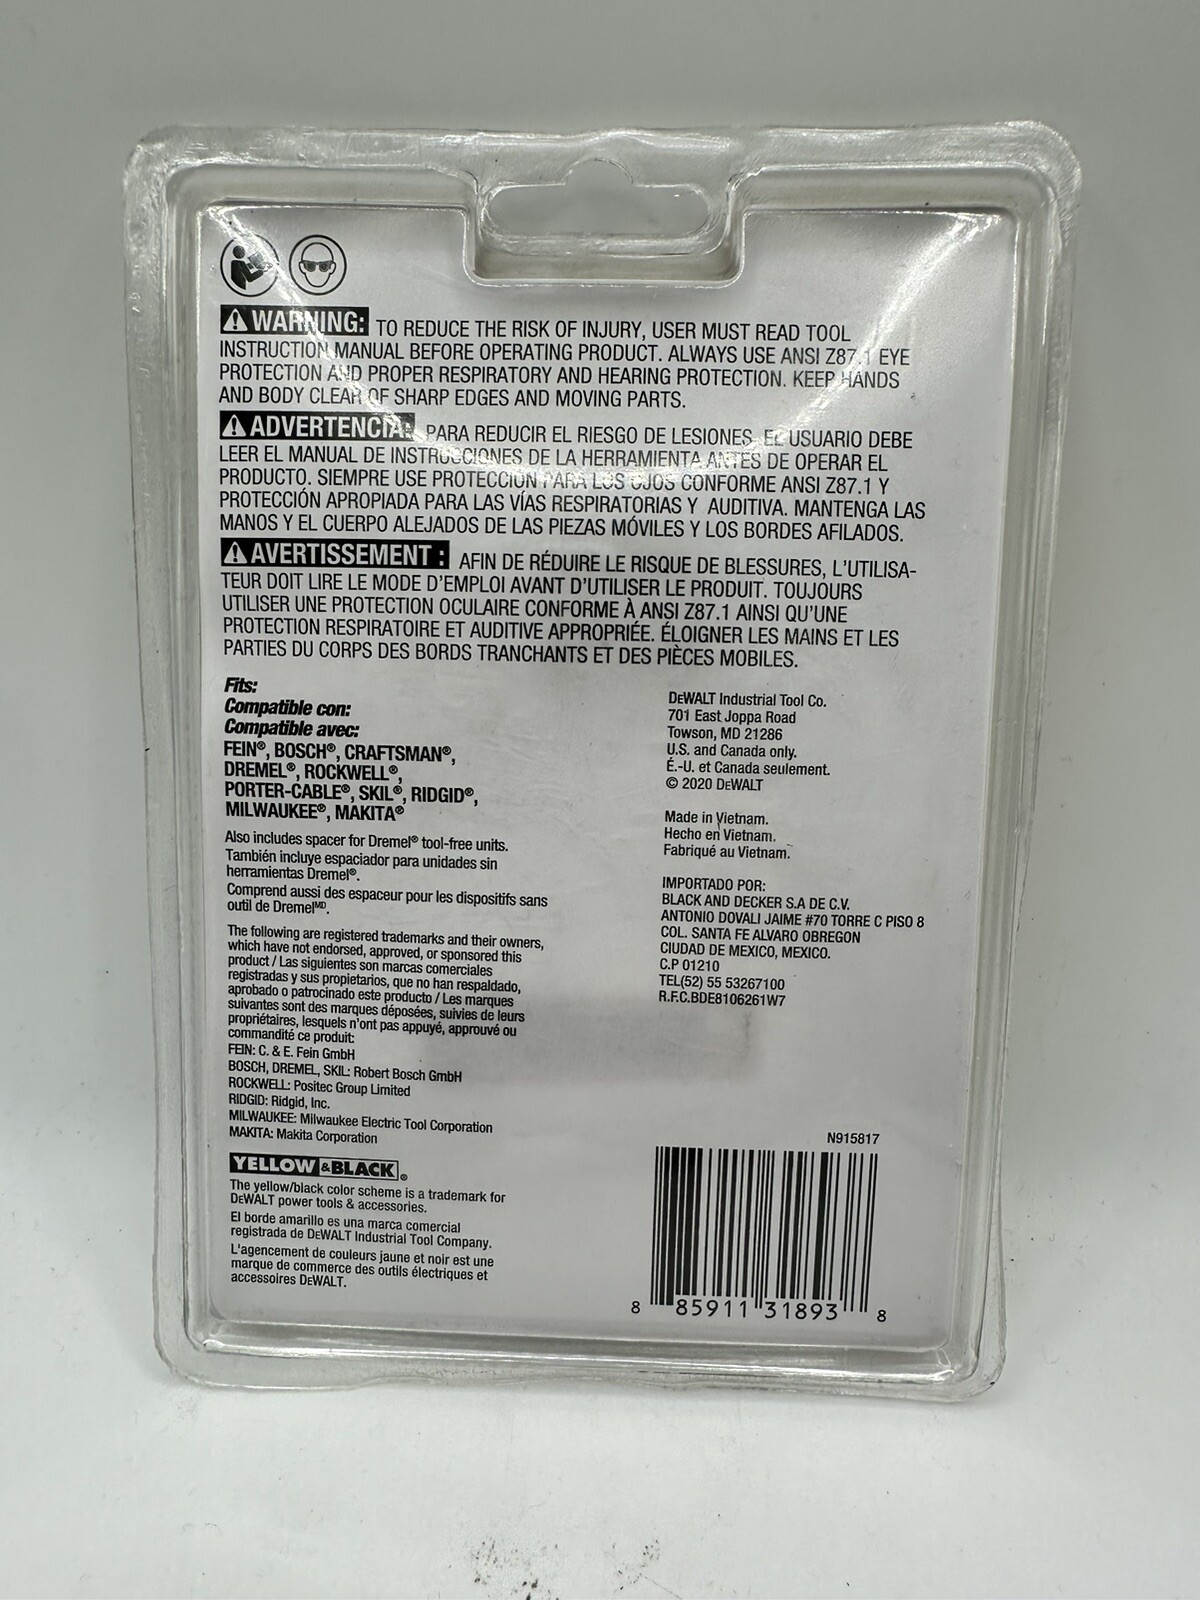 WARNING: TO REDUCE THE RISK OF INJURY, USER MUST READ TOOL
INSTRUCTION MANUAL BEFORE OPERATING PRODUCT. ALWAYS USE ANSI Z87.1 EYE
PROTECTION AND PROPER RESPIRATORY AND HEARING PROTECTION. KEEP HANDS
AND BODY CLEAR OF SHARP EDGES AND MOVING PARTS.
ADVERTENCIA: PARA REDUCIR EL RIESGO DE LESIONES, EL USUARIO DEBE
LEER EL MANUAL DE INSTRUCCIONES DE LA HERRAMIENTA ANTES DE OPERAR EL
PRODUCTO. SIEMPRE USE PROTECCIÓN PARA LOS OJOS CONFORME ANSI Z87.1 Y
PROTECCIÓN APROPIADA PARA LAS VÍAS RESPIRATORIAS Y AUDITIVA. MANTENGA LAS
MANOS Y EL CUERPO ALEJADOS DE LAS PIEZAS MÓVILES Y LOS BORDES AFILADOS.
AVERTISSEMENT : AFIN DE RÉDUIRE LE RISQUE DE BLESSURES, L'UTILISA-
TEUR DOIT LIRE LE MODE D'EMPLOI AVANT D'UTILISER LE PRODUIT. TOUJOURS
UTILISER UNE PROTECTION OCULAIRE CONFORME À ANSI Z87.1 AINSI QU'UNE
PROTECTION RESPIRATOIRE ET AUDITIVE APPROPRIÉE. ÉLOIGNER LES MAINS ET LES
PARTIES DU CORPS DES BORDS TRANCHANTS ET DES PIÈCES MOBILES.
Fits:
Compatible con:
Compatible avec:
FEIN®, BOSCH®, CRAFTSMAN®,
DREMEL®, ROCKWELL®,
PORTER-CABLE®, SKIL®, RIDGID®,
MILWAUKEE®, MAKITA®
Also includes spacer for Dremel® tool-free units.
También incluye espaciador para unidades sin
herramientas Dremel®.
Comprend aussi des espaceur pour les dispositifs sans
outil de Dremelᴹᴰ.
The following are registered trademarks and their owners,
which have not endorsed, approved, or sponsored this
product / Las siguientes son marcas comerciales
registradas y sus propietarios, que no han respaldado,
aprobado o patrocinado este producto / Les marques
suivantes sont des marques déposées, suivies de leurs
propriétaires, lesquels n'ont pas appuyé, approuvé ou
commandité ce produit:
FEIN: C. & E. Fein GmbH
BOSCH, DREMEL, SKIL: Robert Bosch GmbH
ROCKWELL: Positec Group Limited
RIDGID: Ridgid, Inc.
MILWAUKEE: Milwaukee Electric Tool Corporation
MAKITA: Makita Corporation
YELLOW & BLACK®
The yellow/black color scheme is a trademark for
DEWALT power tools & accessories.
El borde amarillo es una marca comercial
registrada de DEWALT Industrial Tool Company.
L'agencement de couleurs jaune et noir est une
marque de commerce des outils électriques et
accessoires DEWALT.
DEWALT Industrial Tool Co.
701 East Joppa Road
Towson, MD 21286
U.S. and Canada only.
É.-U. et Canada seulement.
© 2020 DEWALT
Made in Vietnam.
Hecho en Vietnam.
Fabriqué au Vietnam.
IMPORTADO POR:
BLACK AND DECKER S.A DE C.V.
ANTONIO DOVALI JAIME #70 TORRE C PISO 8
COL. SANTA FE ALVARO OBREGON
CIUDAD DE MEXICO, MEXICO.
C.P 01210
TEL(52) 55 53267100
R.F.C.BDE8106261W7
N915817
8 85911 31893 8